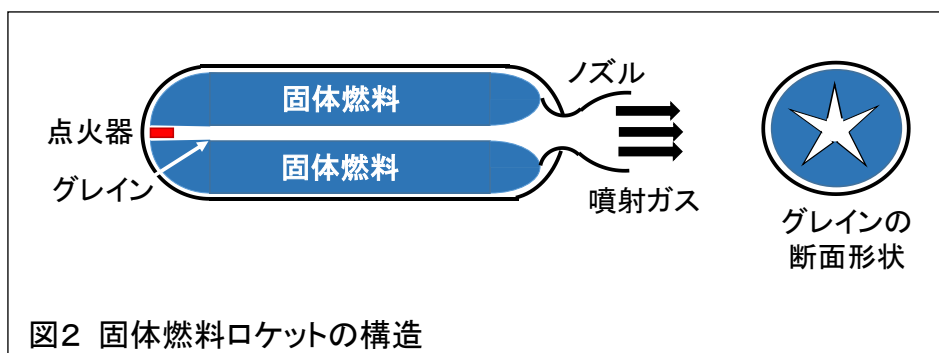 固体燃料
ノズル
点火器
固体燃料
グレイン
噴射ガス
グレインの
断面形状
図2 固体燃料ロケットの構造